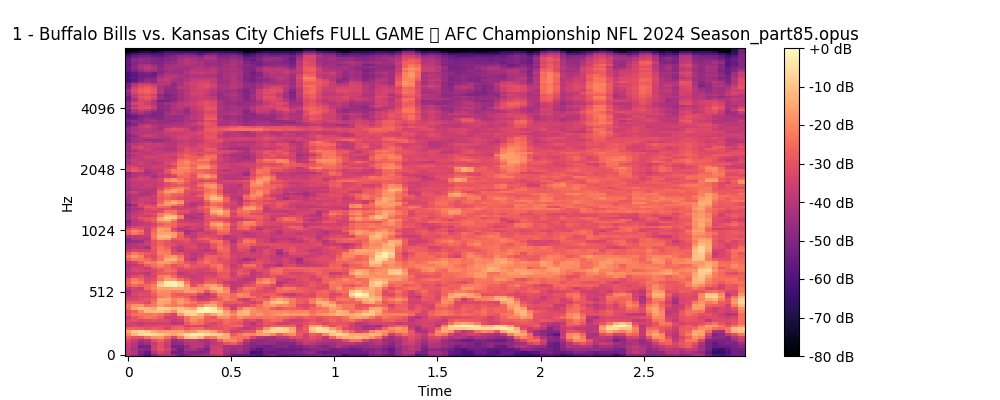 1 - Buffalo Bills vs. Kansas City Chiefs FULL GAME ▯ AFC Championship NFL 2024 Season_part85.opus
+0 dB
-10 dB
-20 dB
-30 dB
-40 dB
-50 dB
-60 dB
-70 dB
-80 dB
Hz
4096
2048
1024
512
0
0 0.5 1 1.5 2 2.5
Time